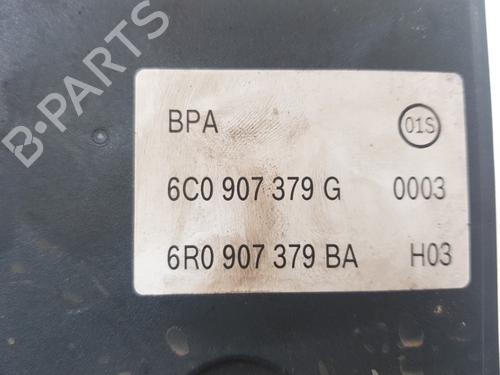 B-PARTS
BPA 01S
6C0 907 379 G 0003
6R0 907 379 BA H03